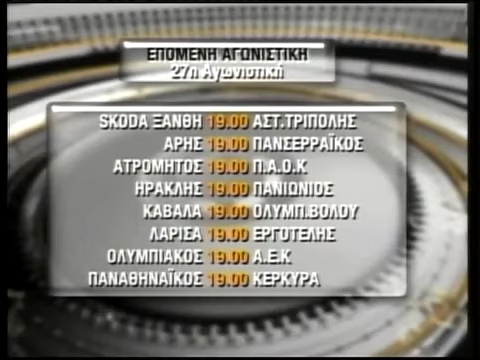 ΕΠΟΜΕΝΗ ΑΓΩΝΙΣΤΙΚΗ
27η Αγωνιστική
SKODA ΞΑΝΘΗ 19.00 ΑΣΤ.ΤΡΙΠΟΛΗΣ
ΑΡΗΣ 19.00 ΠΑΝΣΕΡΡΑΪΚΟΣ
ΑΤΡΟΜΗΤΟΣ 19.00 Π.Α.Ο.Κ
ΗΡΑΚΛΗΣ 19.00 ΠΑΝΙΩΝΙΟΣ
ΚΑΒΑΛΑ 19.00 ΟΛΥΜΠ.ΒΟΛΟΥ
ΛΑΡΙΣΑ 19.00 ΕΡΓΟΤΕΛΗΣ
ΟΛΥΜΠΙΑΚΟΣ 19.00 Α.Ε.Κ
ΠΑΝΑΘΗΝΑΪΚΟΣ 19.00 ΚΕΡΚΥΡΑ